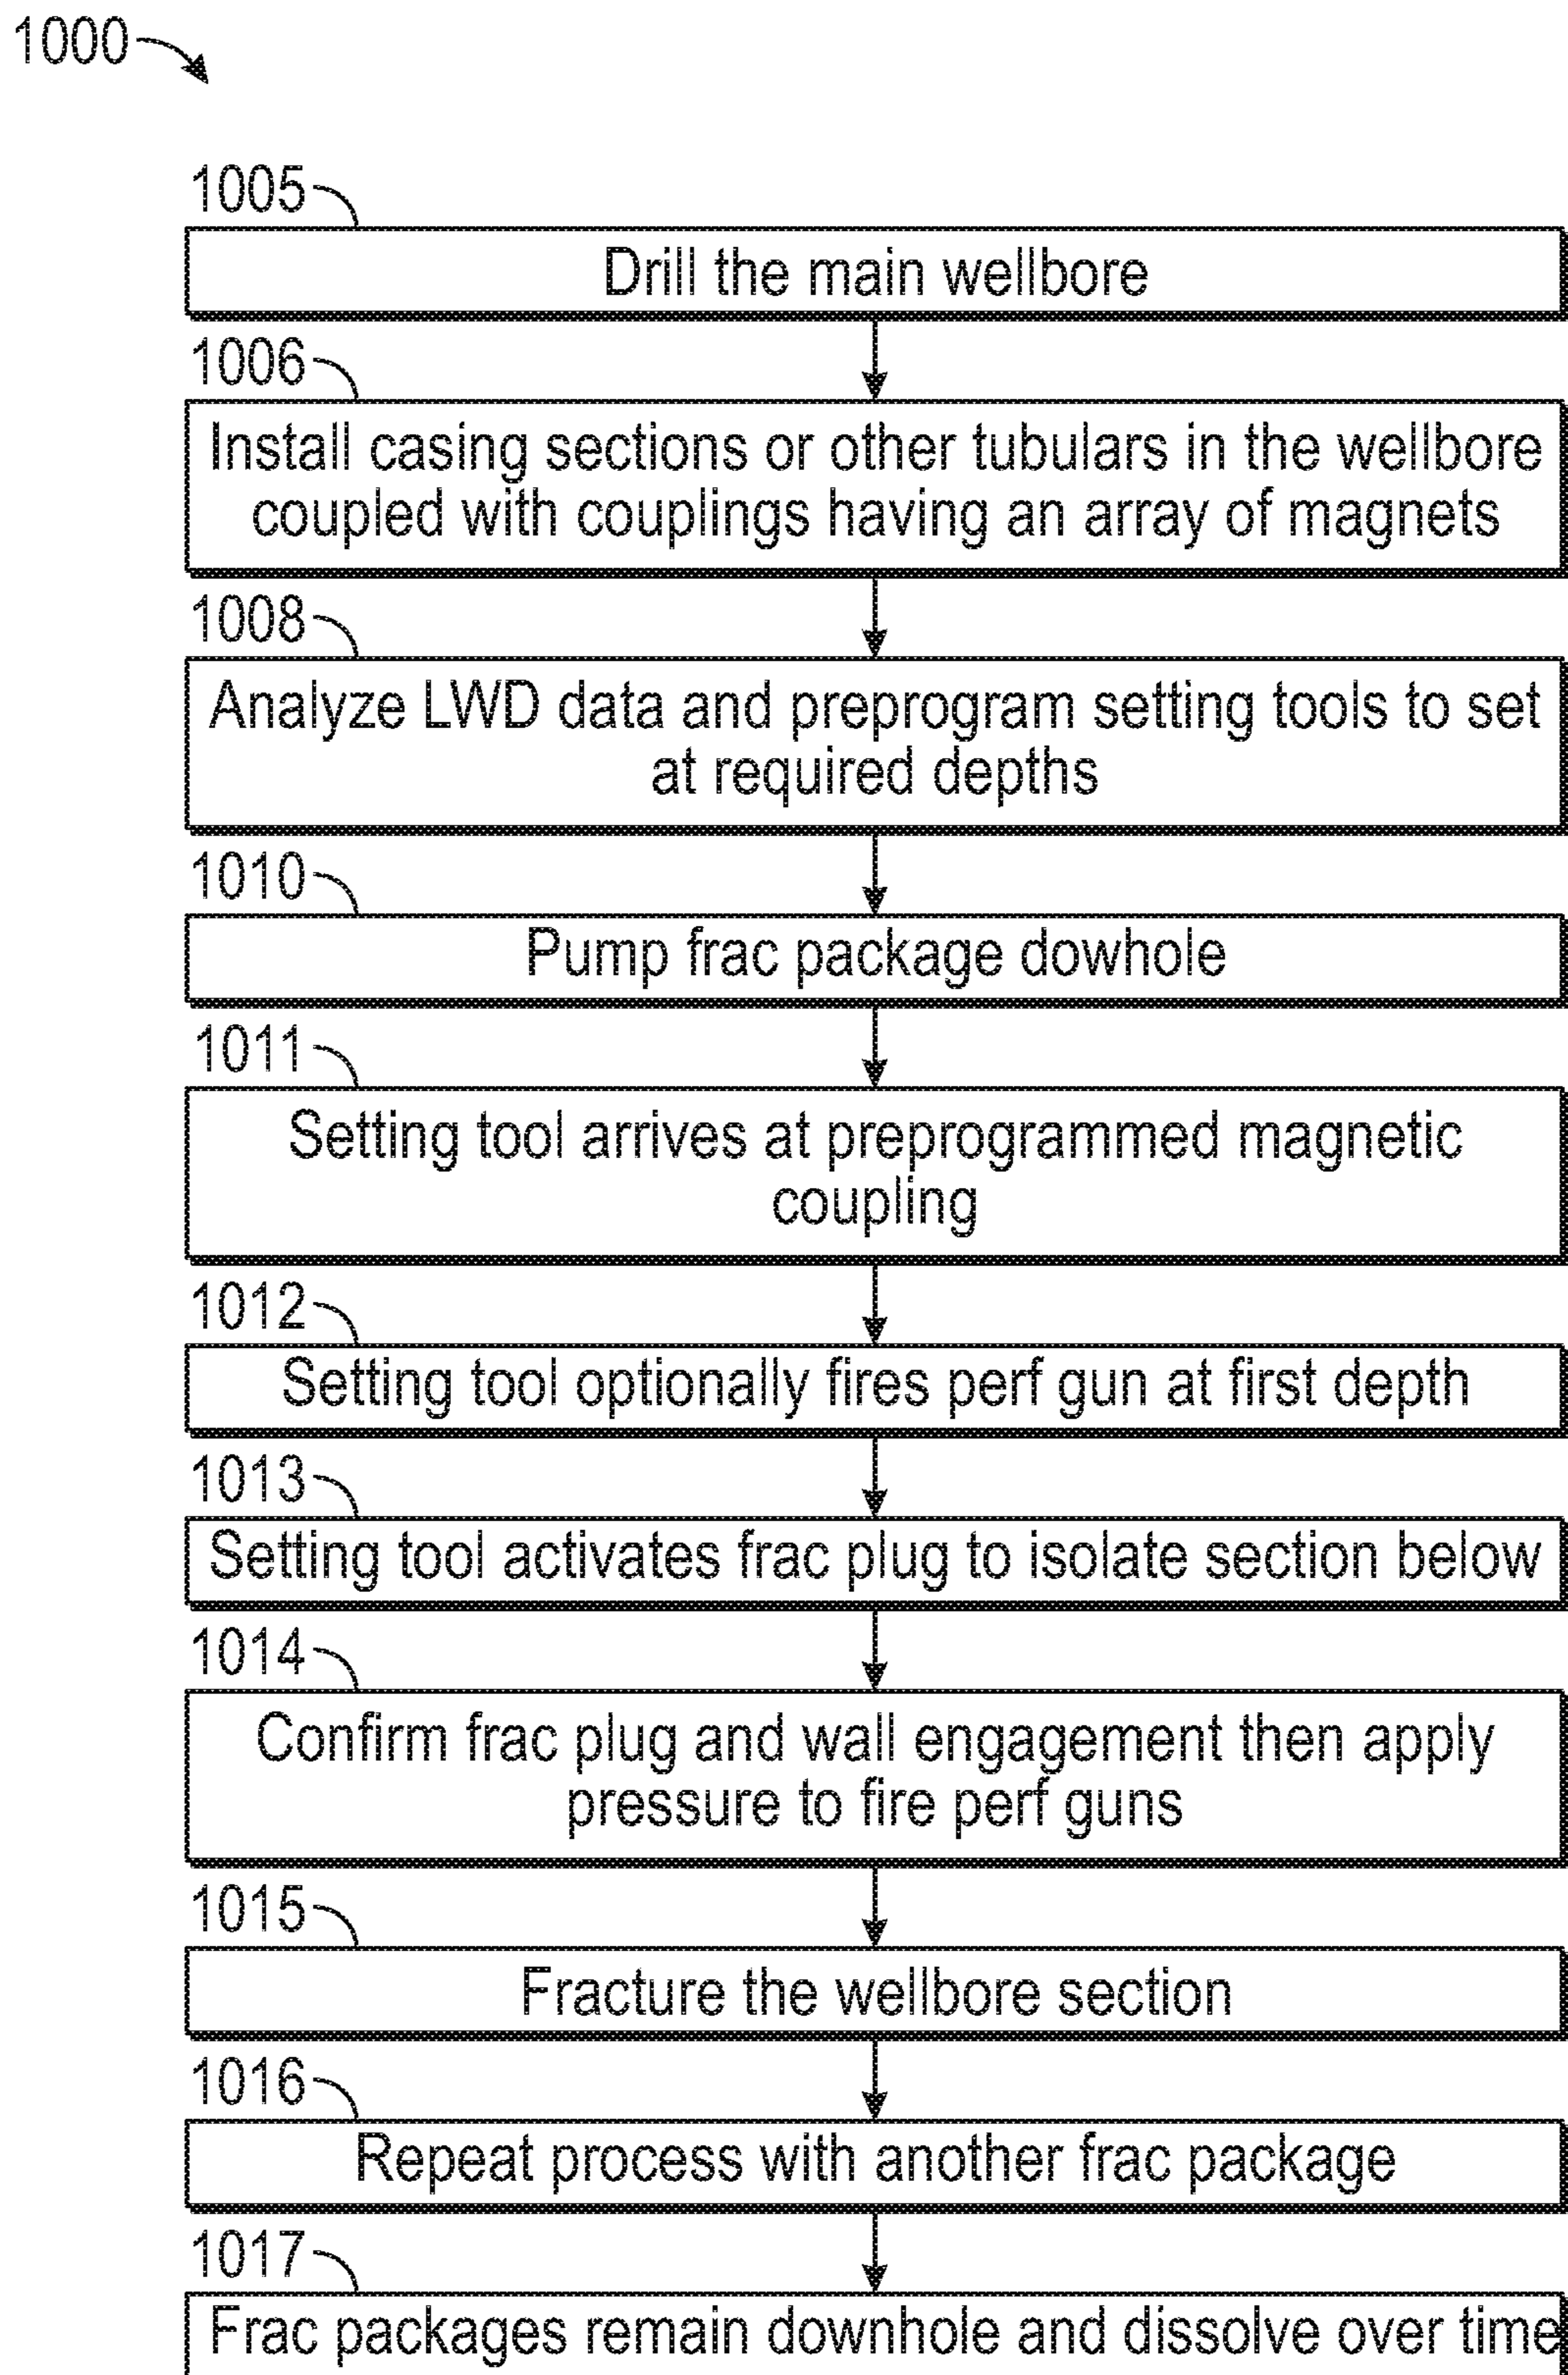 1000
1005
Drill the main wellbore
1006
Install casing sections or other tubulars in the wellbore
coupled with couplings having an array of magnets
1008
Analyze LWD data and preprogram setting tools to set
at required depths
1010
Pump frac package dowhole
1011
Setting tool arrives at preprogrammed magnetic
coupling
1012
Setting tool optionally fires perf gun at first depth
1013
Setting tool activates frac plug to isolate section below
1014
Confirm frac plug and wall engagement then apply
pressure to fire perf guns
1015
Fracture the wellbore section
1016
Repeat process with another frac package
1017
Frac packages remain downhole and dissolve over time